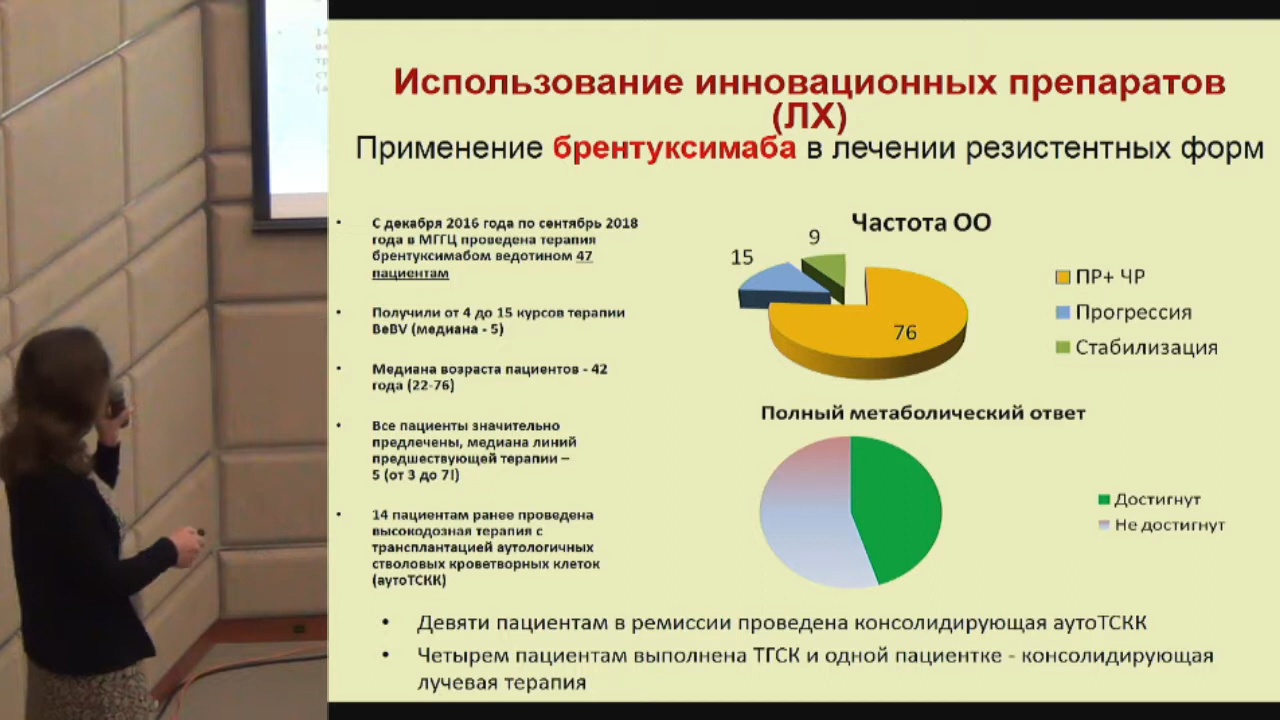 Использование инновационных препаратов
(ЛХ)
Применение брентуксимаба в лечении резистентных форм
• С декабря 2016 года по сентябрь 2018
года в МГГЦ проведена терапия
брентуксимабом ведотином 47
пациентам
• Получили от 4 до 15 курсов терапии
BeBV (медиана - 5)
• Медиана возраста пациентов - 42
года (22-76)
• Все пациенты значительно
предлечены, медиана линий
предшествующей терапии –
5 (от 3 до 7!)
• 14 пациентам ранее проведена
высокодозная терапия с
трансплантацией аутологичных
стволовых кроветворных клеток
(аутоТСКК)
Частота ОО
9
15
76
ПР+ ЧР
Прогрессия
Стабилизация
Полный метаболический ответ
Достигнут
Не достигнут
• Девяти пациентам в ремиссии проведена консолидирующая аутоТСКК
• Четырем пациентам выполнена ТГСК и одной пациентке - консолидирующая
лучевая терапия